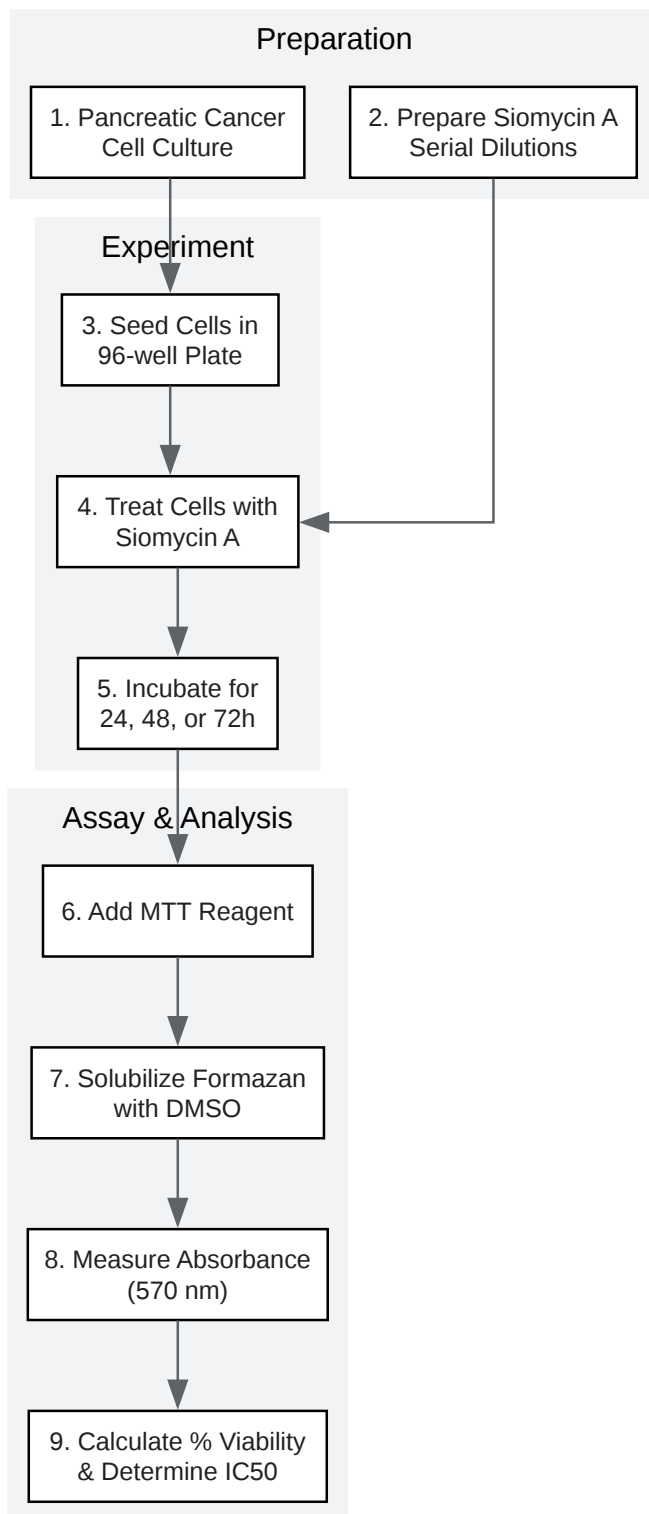 Preparation
1. Pancreatic Cancer
Cell Culture
2. Prepare Siomycin A
Serial Dilutions
Experiment
3. Seed Cells in
96-well Plate
4. Treat Cells with
Siomycin A
5. Incubate for
24, 48, or 72h
Assay & Analysis
6. Add MTT Reagent
7. Solubilize Formazan
with DMSO
8. Measure Absorbance
(570 nm)
9. Calculate % Viability
& Determine IC50